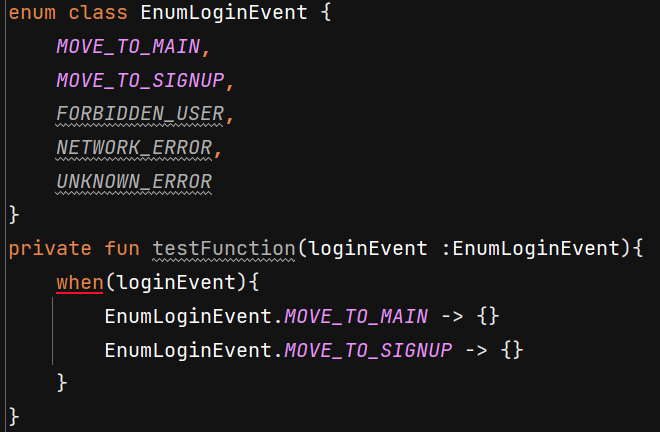 enum class EnumLoginEvent {
    MOVE_TO_MAIN,
    MOVE_TO_SIGNUP,
    FORBIDDEN_USER,
    NETWORK_ERROR,
    UNKNOWN_ERROR
}
private fun testFunction(loginEvent :EnumLoginEvent){
    when(loginEvent){
        EnumLoginEvent.MOVE_TO_MAIN -> {}
        EnumLoginEvent.MOVE_TO_SIGNUP -> {}
    }
}